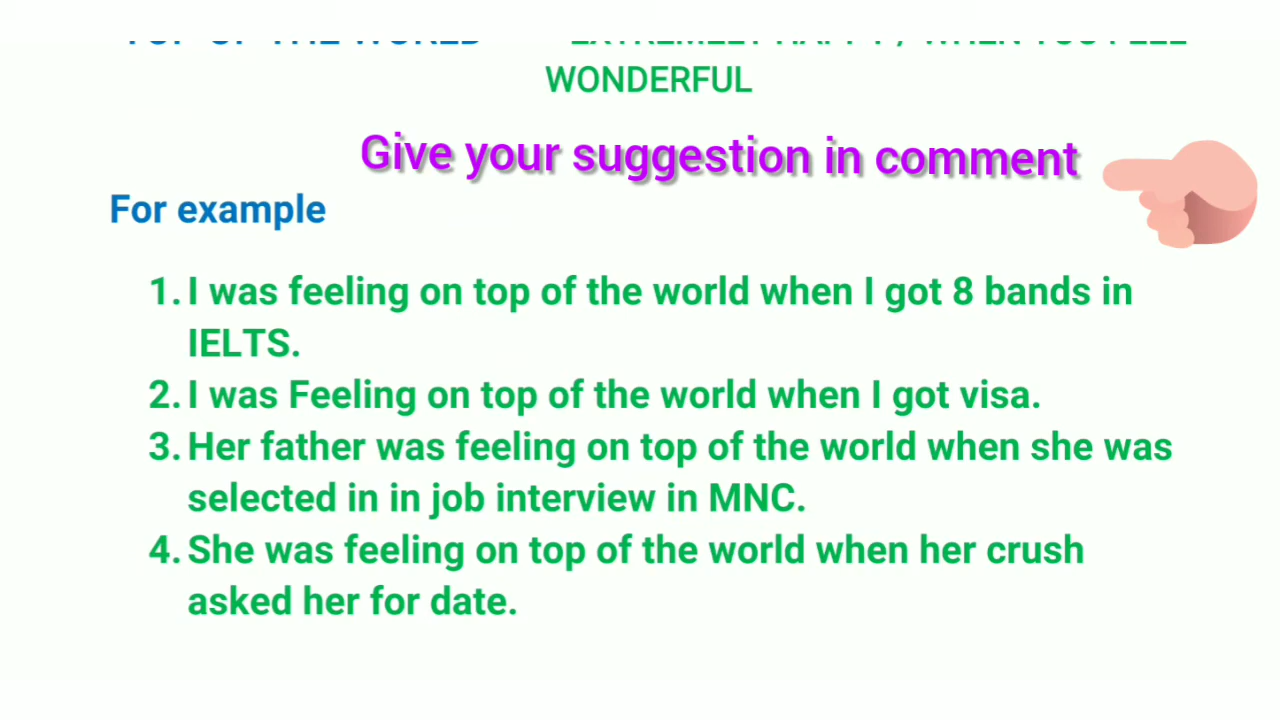 WONDERFUL
Give your suggestion in comment
For example
1. I was feeling on top of the world when I got 8 bands in
IELTS.
2. I was Feeling on top of the world when I got visa.
3. Her father was feeling on top of the world when she was
selected in in job interview in MNC.
4. She was feeling on top of the world when her crush
asked her for date.